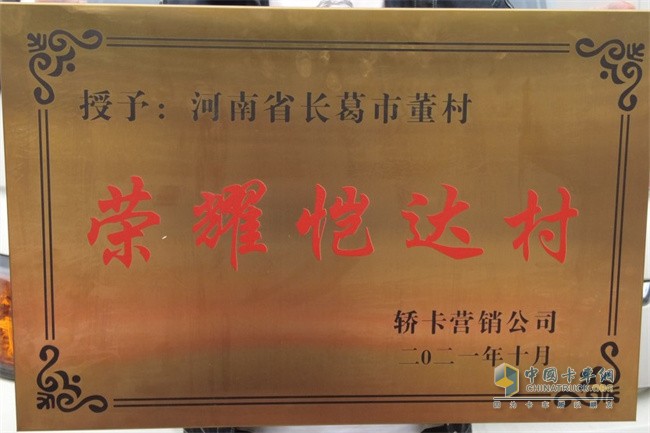 授予：河南省长葛市董村
荣耀恺达村
轿卡营销公司
二〇二一年十月
中国卡车网
CHINATRUCK.ORG